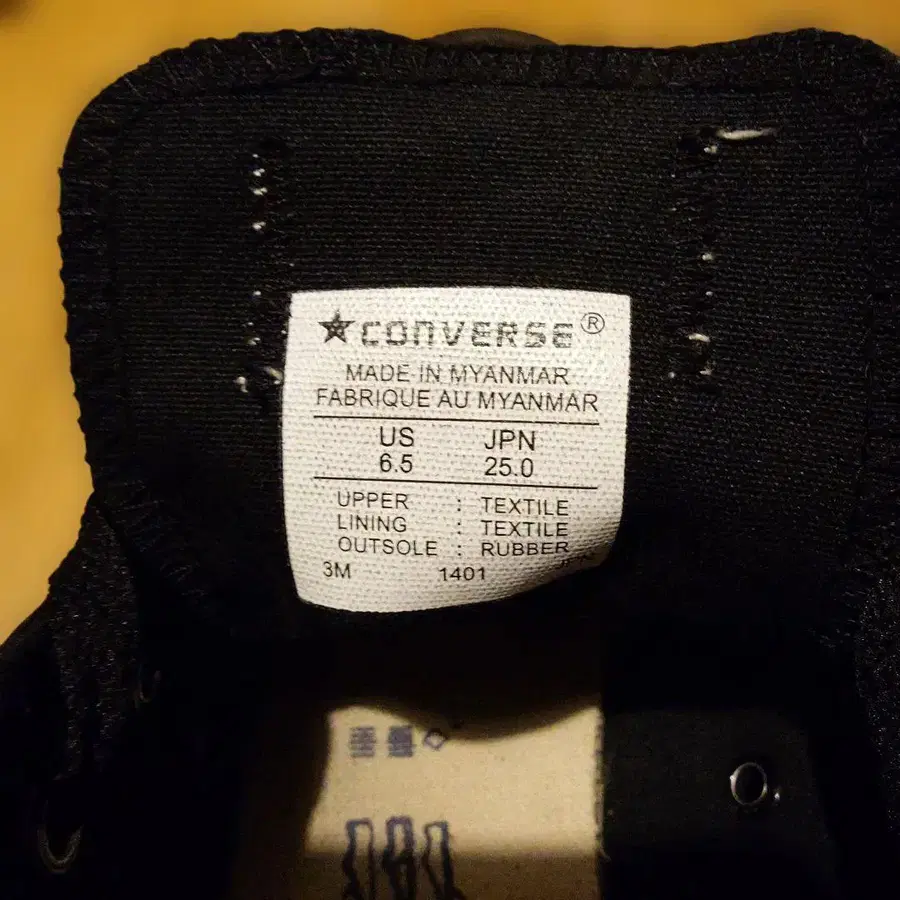 ★CONVERSE®
MADE IN MYANMAR
FABRIQUE AU MYANMAR
US JPN
6.5 25.0
UPPER : TEXTILE
LINING : TEXTILE
OUTSOLE : RUBBER
3M 1401 JPN